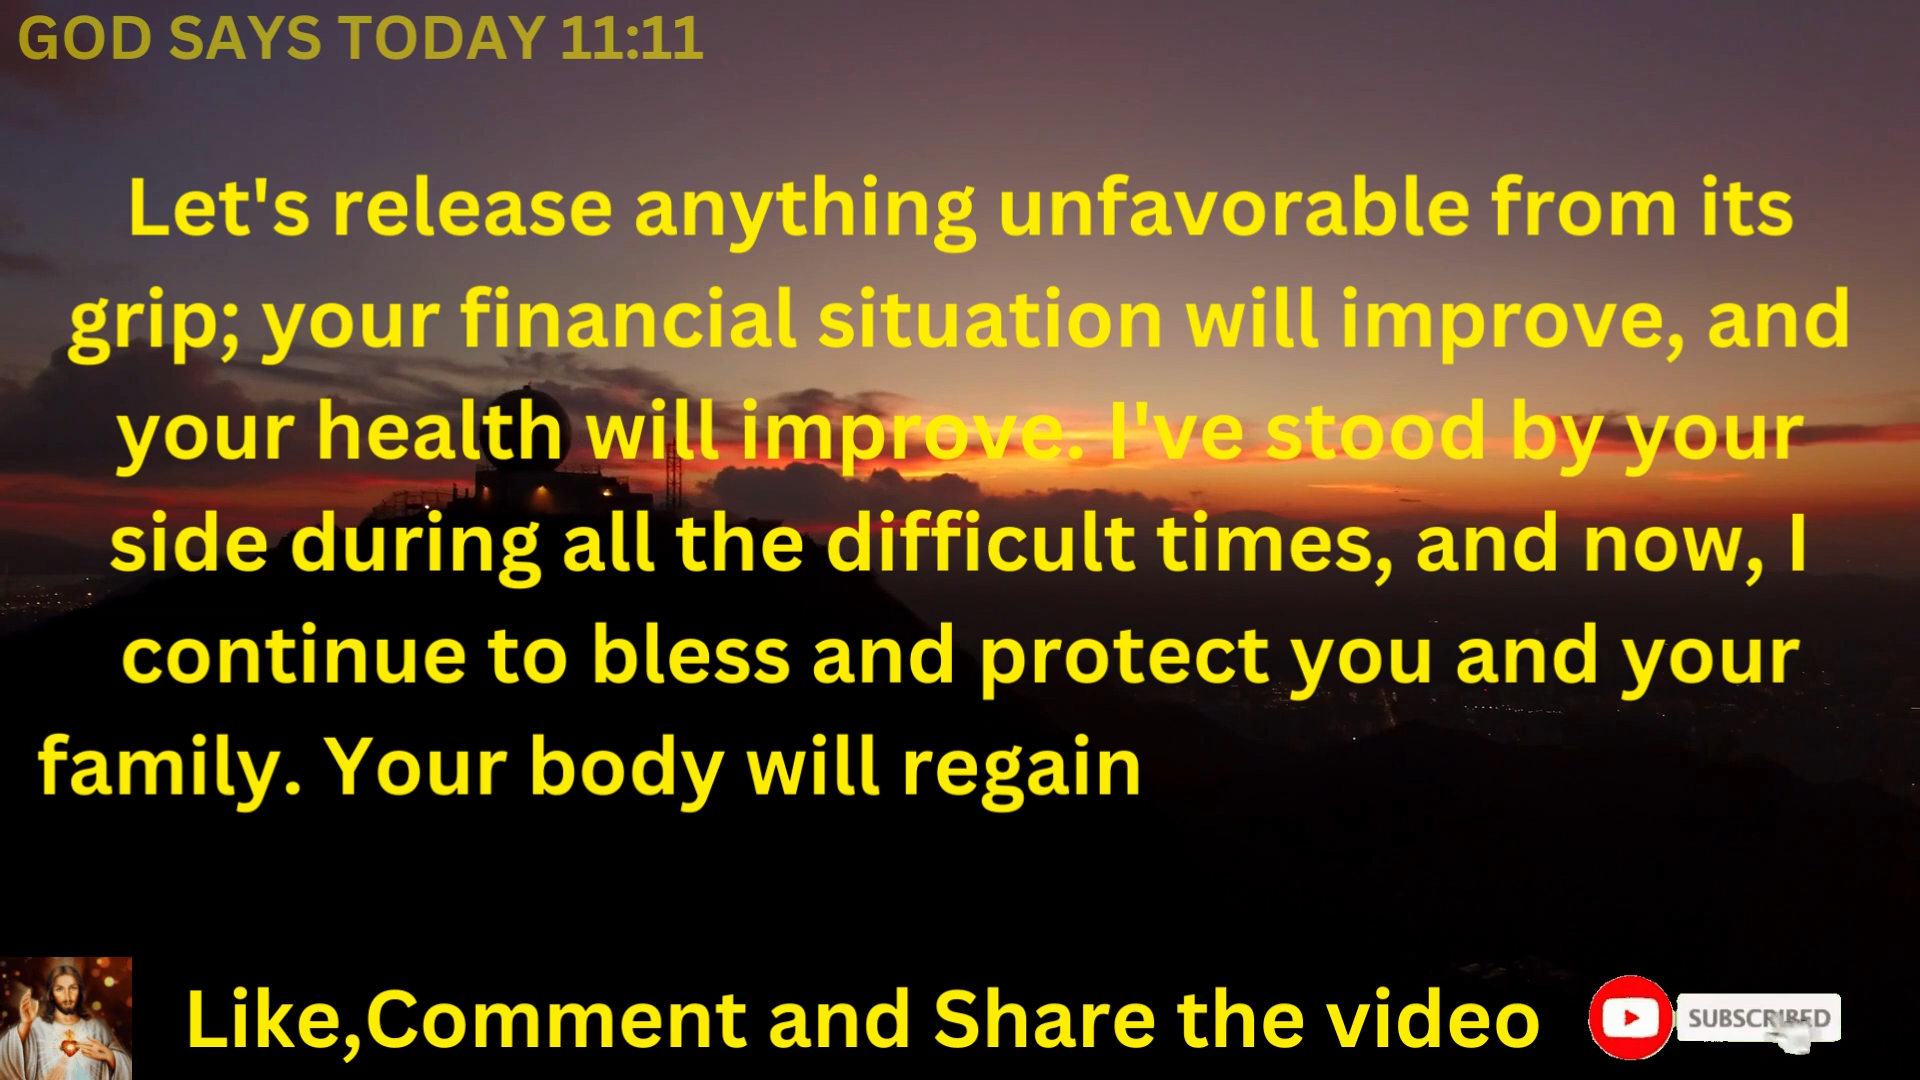 GOD SAYS TODAY 11:11
Let's release anything unfavorable from its
grip; your financial situation will improve, and
your health will improve. I've stood by your
side during all the difficult times, and now, I
continue to bless and protect you and your
family. Your body will regain
Like,Comment and Share the video
SUBSCRIBED